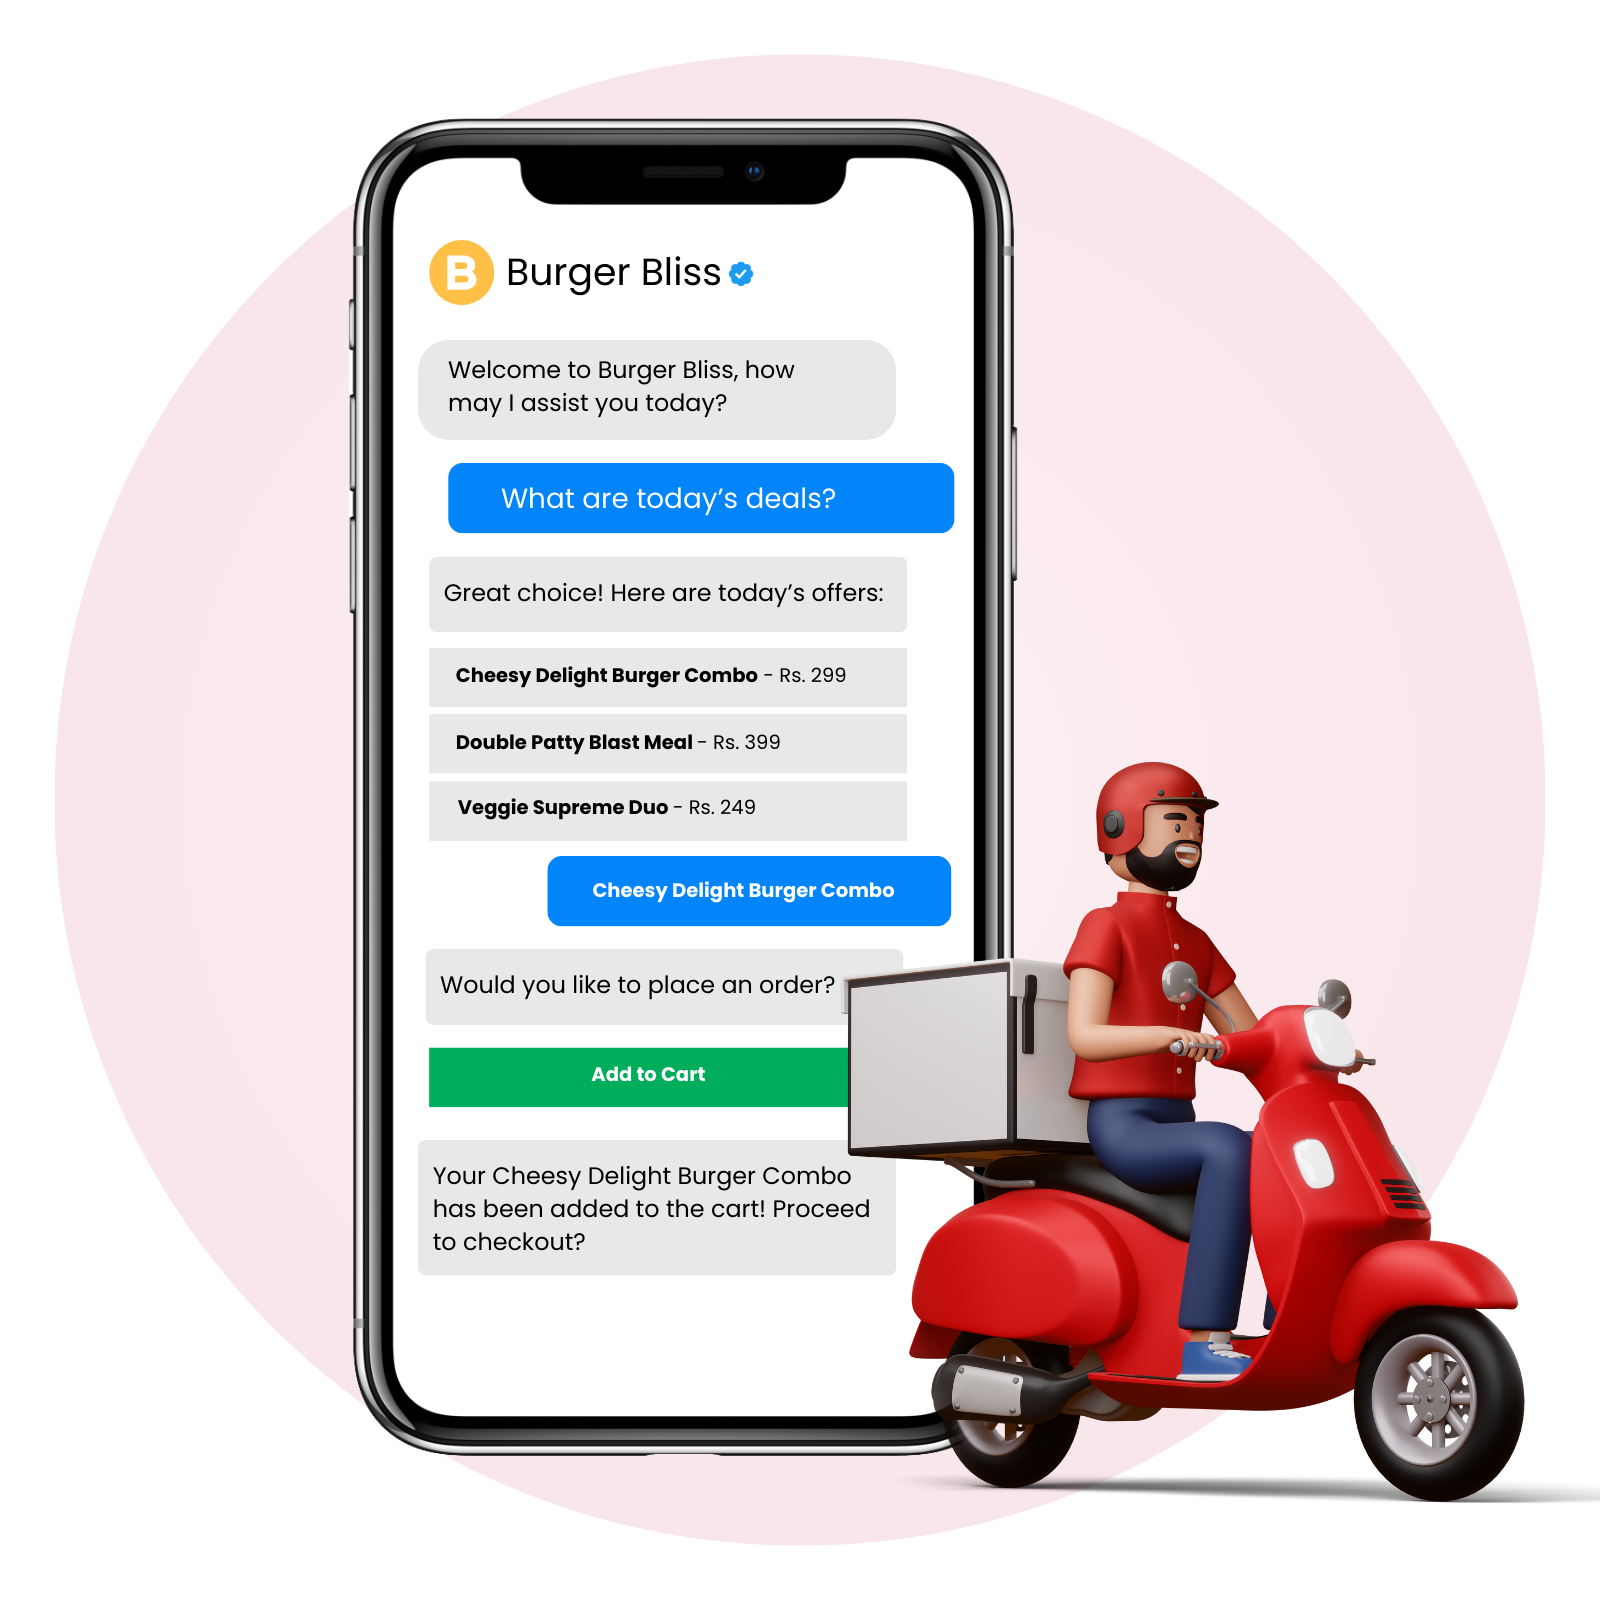 B Burger Bliss
Welcome to Burger Bliss, how
may I assist you today?
What are today’s deals?
Great choice! Here are today’s offers:
Cheesy Delight Burger Combo - Rs. 299
Double Patty Blast Meal - Rs. 399
Veggie Supreme Duo - Rs. 249
Cheesy Delight Burger Combo
Would you like to place an order?
Add to Cart
Your Cheesy Delight Burger Combo
has been added to the cart! Proceed
to checkout?